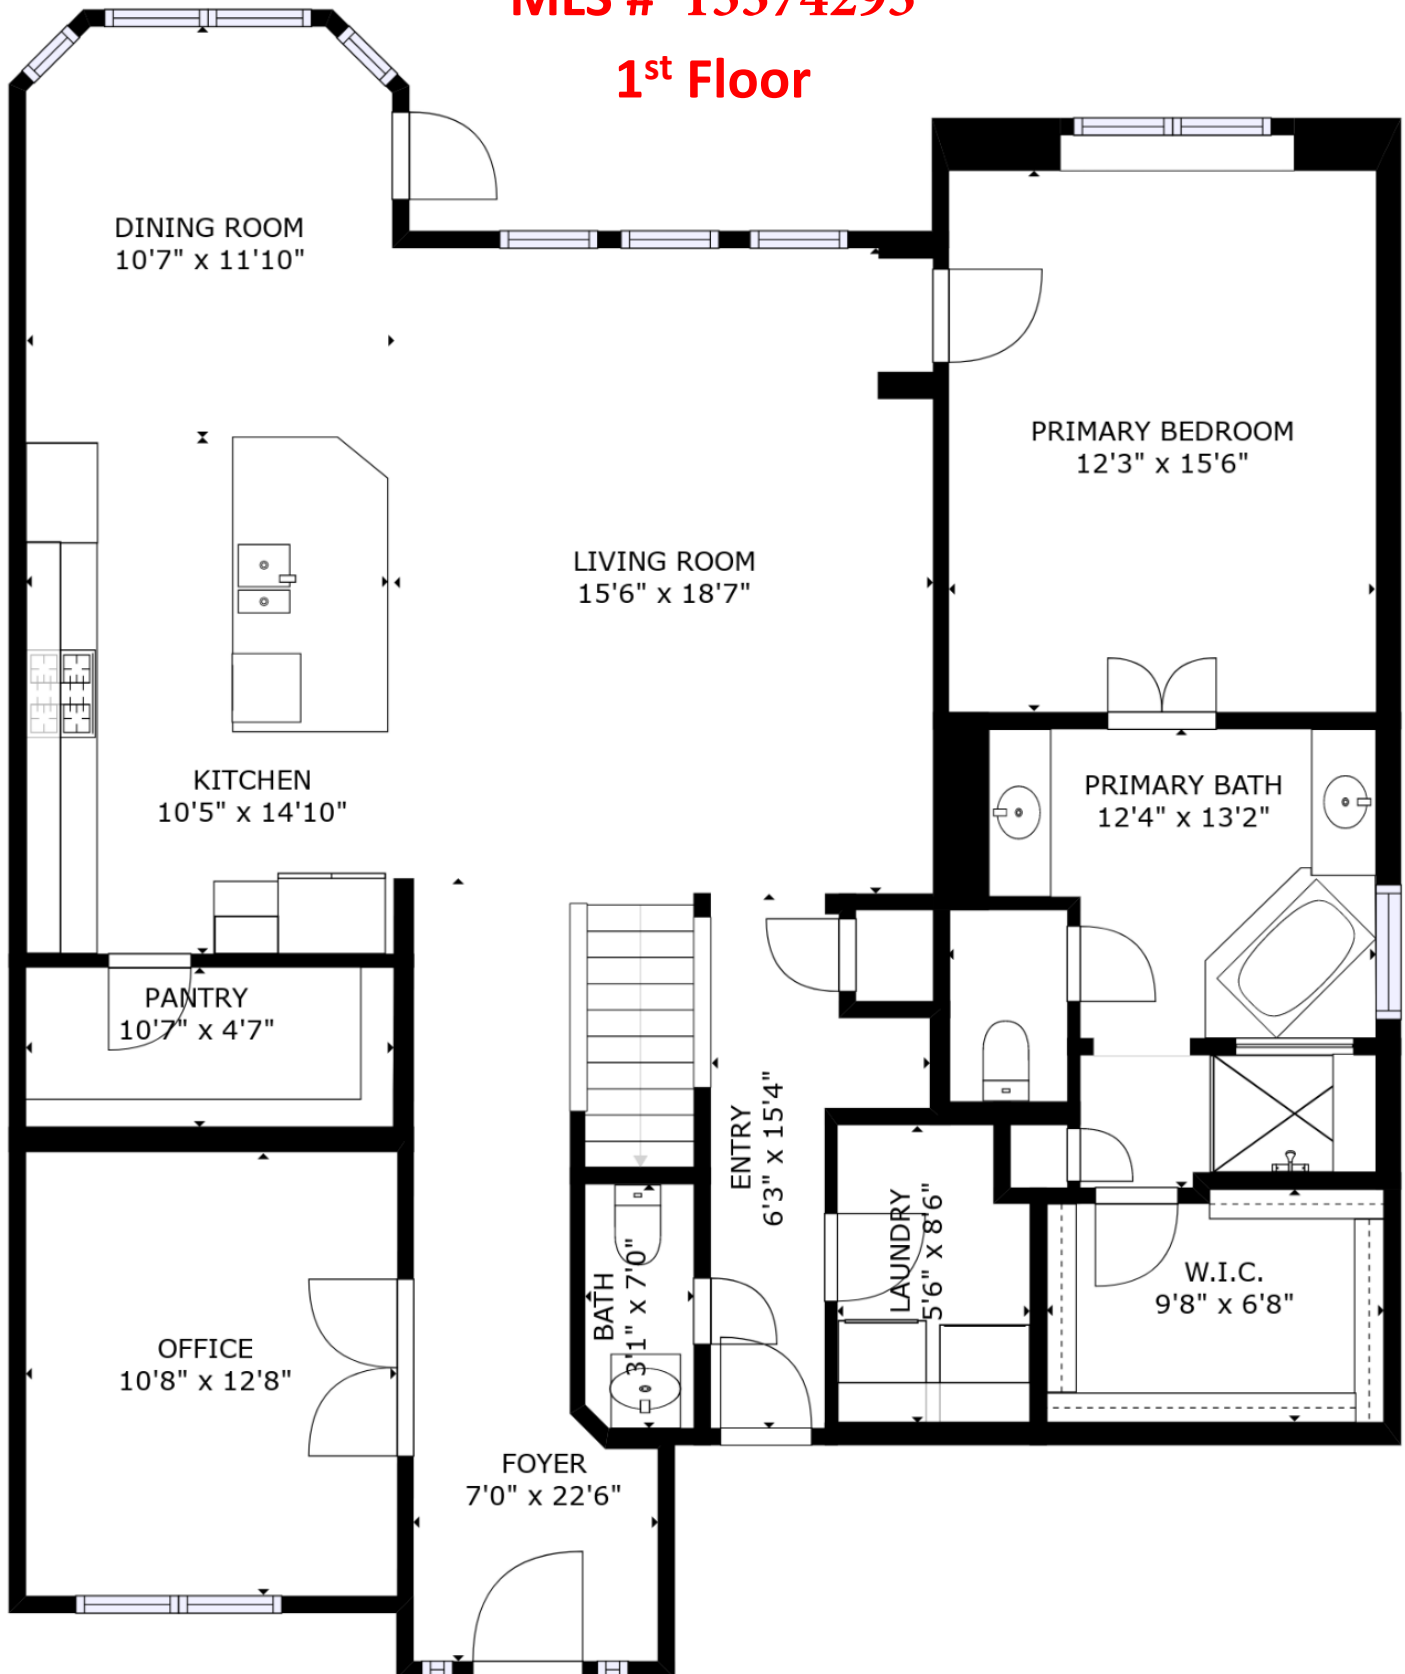 MLS # 15574295
1st Floor
DINING ROOM
10'7" x 11'10"
PRIMARY BEDROOM
12'3" x 15'6"
LIVING ROOM
15'6" x 18'7"
KITCHEN
10'5" x 14'10"
PRIMARY BATH
12'4" x 13'2"
PANTRY
10'7" x 4'7"
ENTRY
6'3" x 15'4"
LAUNDRY
5'6" x 8'6"
W.I.C.
9'8" x 6'8"
BATH
3'1" x 7'0"
OFFICE
10'8" x 12'8"
FOYER
7'0" x 22'6"